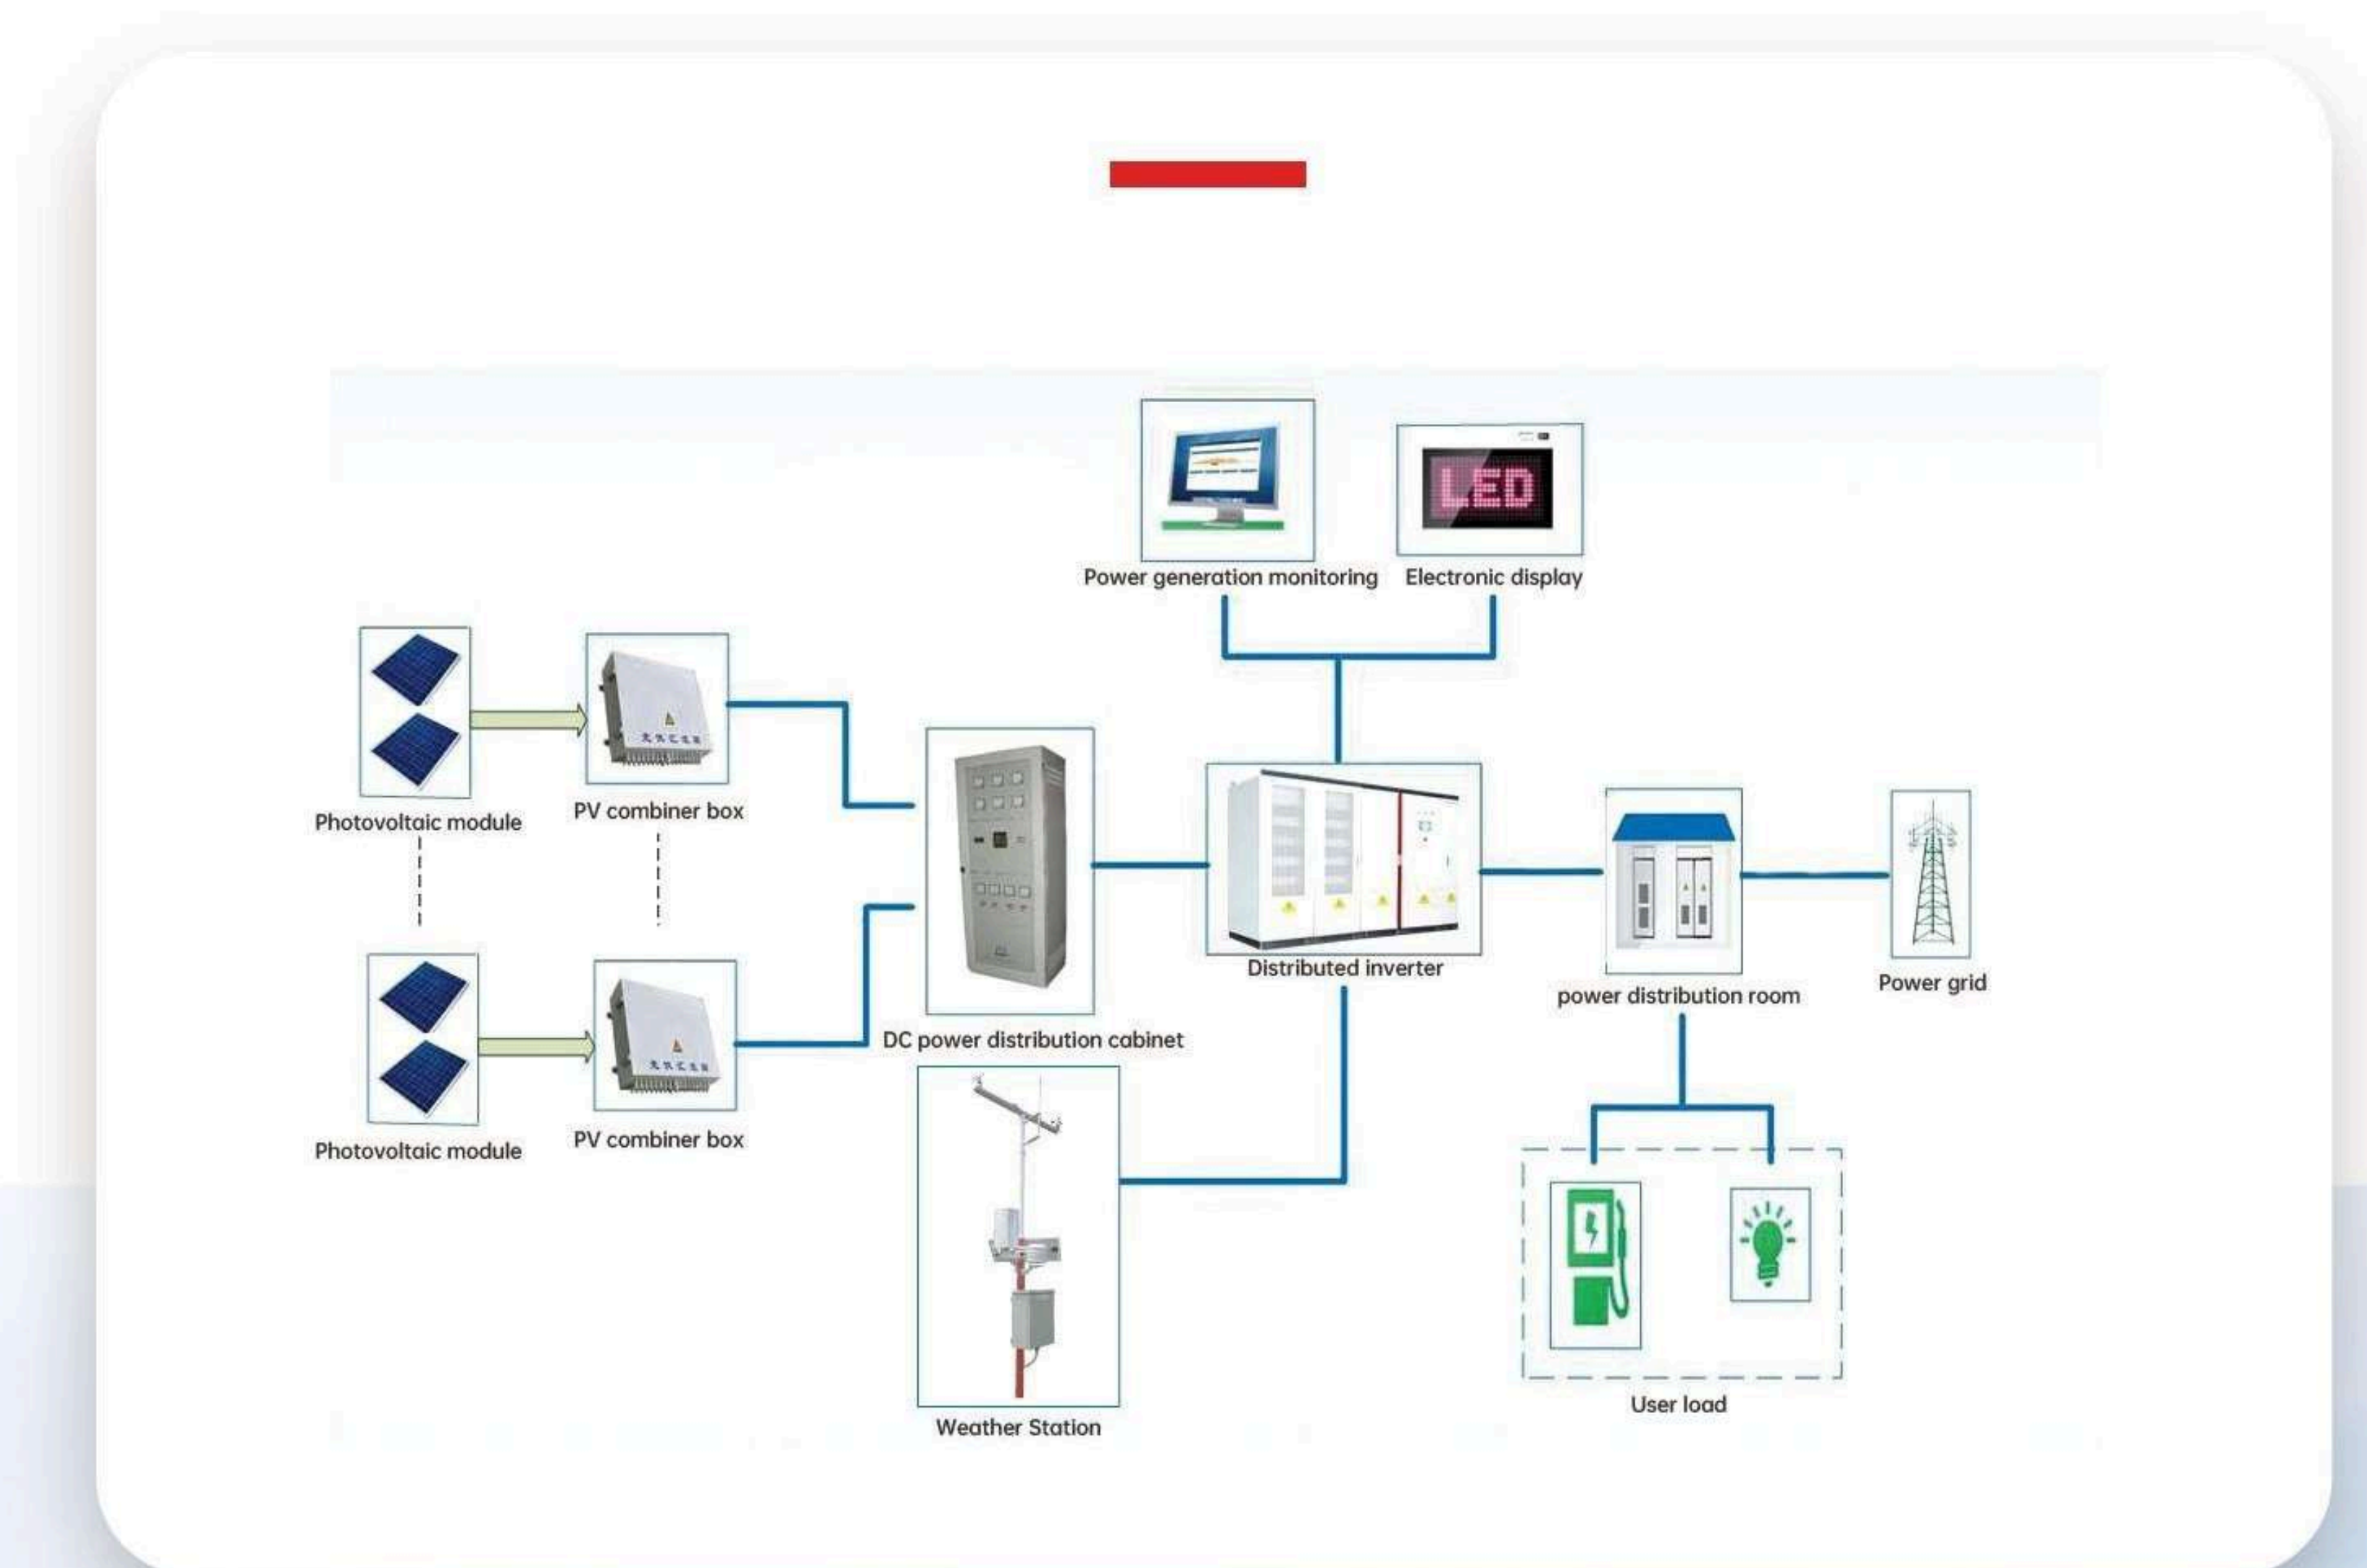 LED
Power generation monitoring
Electronic display
Photovoltaic module
PV combiner box
DC power distribution cabinet
Distributed inverter
power distribution room
Power grid
Photovoltaic module
PV combiner box
Weather Station
User load